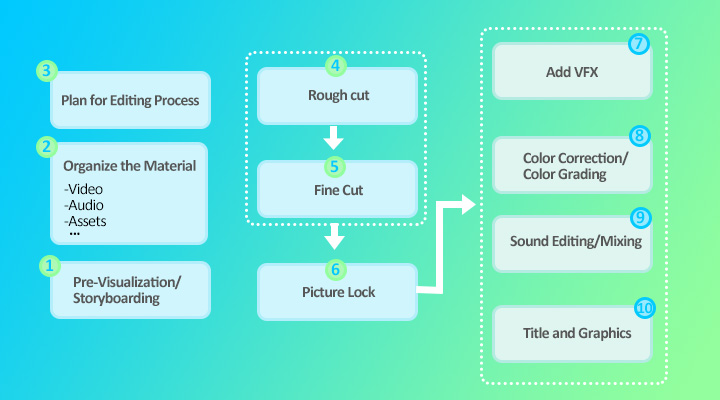 3
Plan for Editing Process
2
Organize the Material
-Video
-Audio
-Assets
...
1
Pre-Visualization/
Storyboarding
4
Rough cut
5
Fine Cut
6
Picture Lock
7
Add VFX
8
Color Correction/
Color Grading
9
Sound Editing/Mixing
10
Title and Graphics